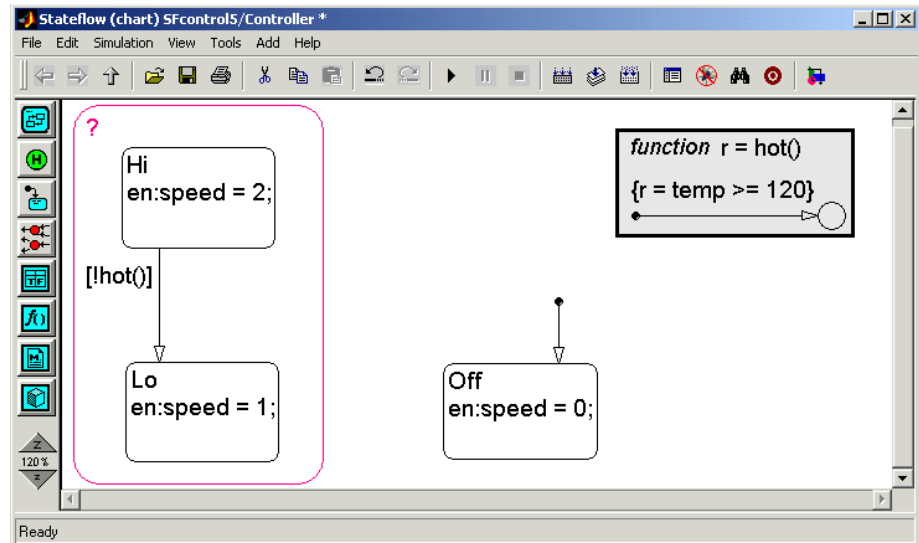 Stateflow (chart) SFcontrol5/Controller *
File Edit Simulation View Tools Add Help
?
Hi
en:speed = 2;
[!hot()]
Lo
en:speed = 1;
function r = hot()
{r = temp >= 120}
Off
en:speed = 0;
H
TF
f()
M
Z
120%
Z
Ready